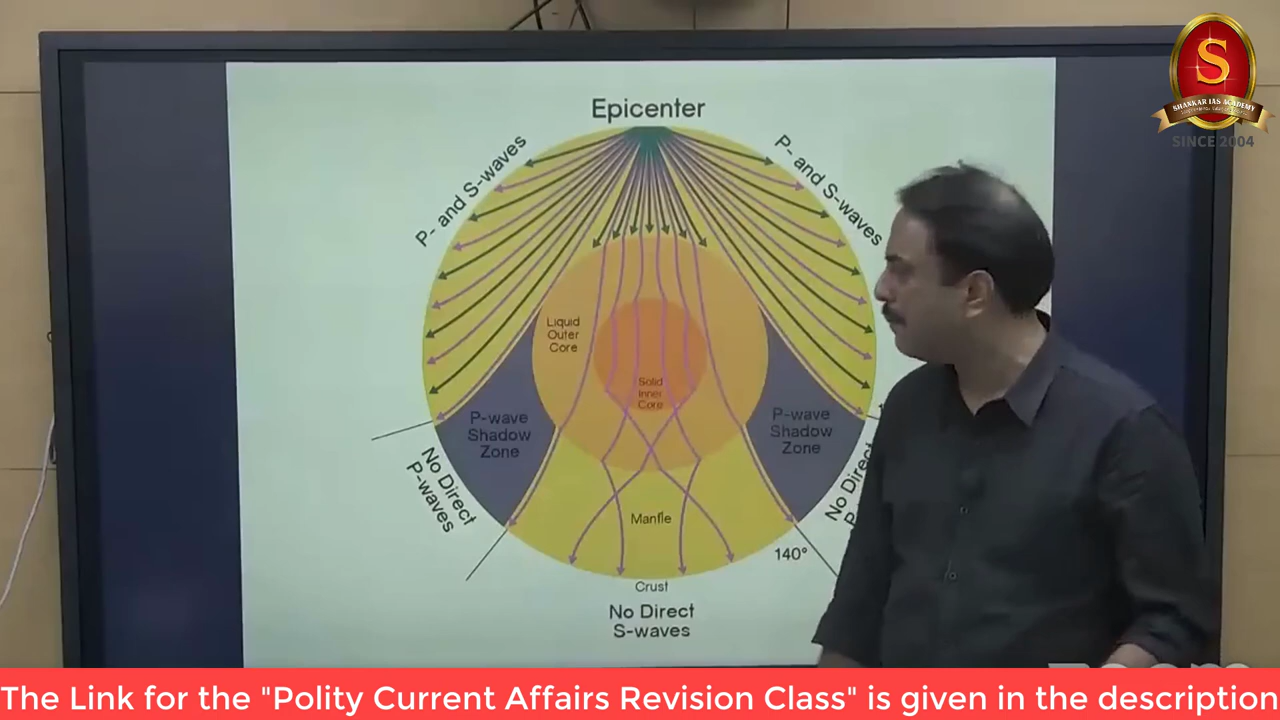 Epicenter
P- and S-waves
P- and S-waves
S
SHANKAR IAS ACADEMY
SINCE 2004
Liquid
Outer
Core
Solid
Inner
Core
P-wave
Shadow
Zone
P-wave
Shadow
Zone
No Direct
P-waves
No Direct
Mantle
140°
Crust
No Direct
S-waves
The Link for the "Polity Current Affairs Revision Class" is given in the description